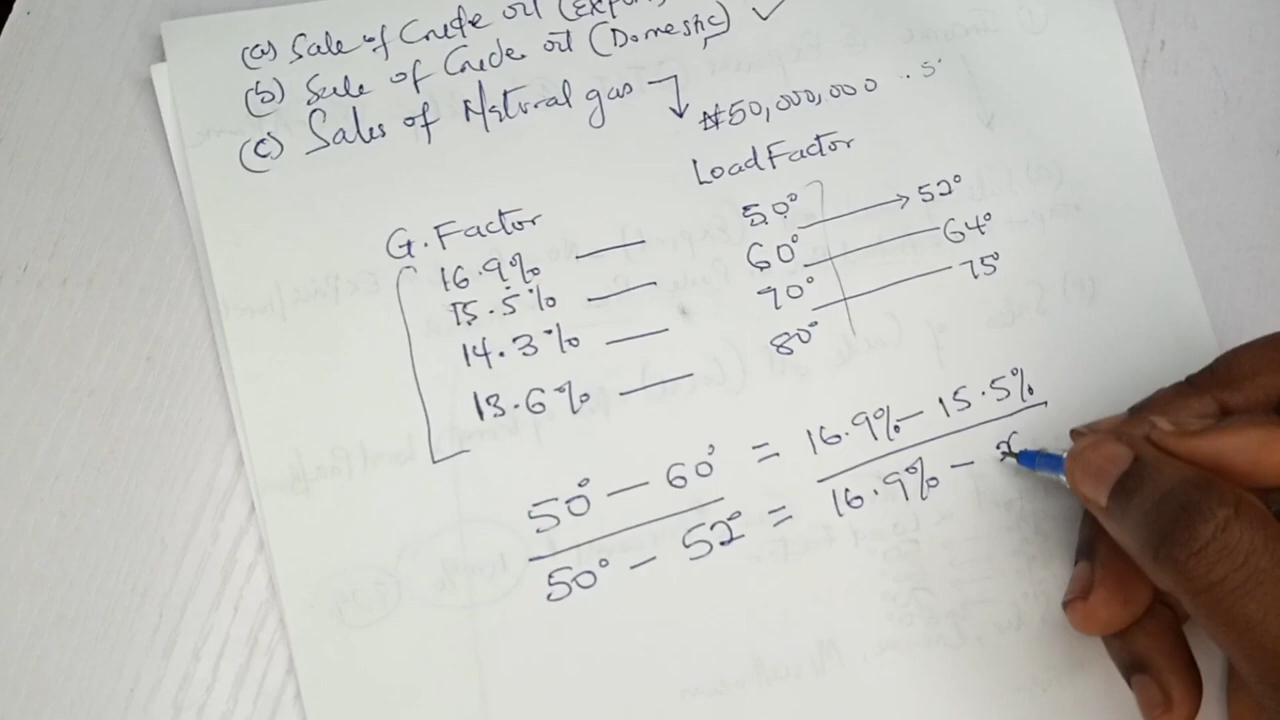 (a) Sale of Crude oil (Expor
(b) Sale of Crude oil (Domestic) ✓
(c) Sales of Natural gas
₦50,000,000
G. Factor
Load Factor
16.9% — 50°
15.5% — 60° 52°
14.3% — 70° 64°
13.6% — 80° 75°
50° — 60° = 16.9% — 15.5%
50° — 52° = 16.9% — x